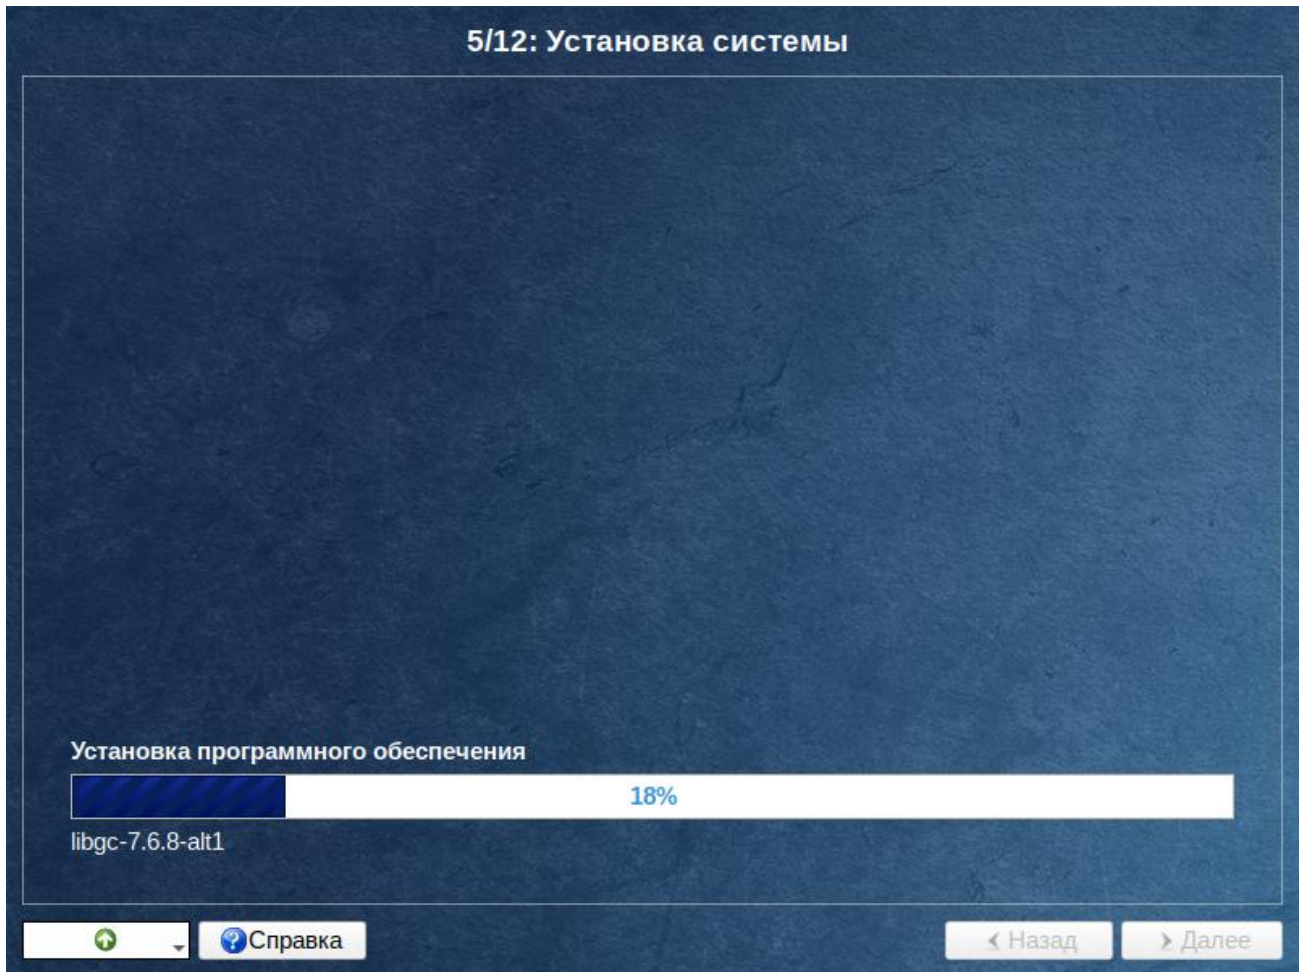 5/12: Установка системы
Установка программного обеспечения
18%
libgc-7.6.8-alt1
Справка
Назад
Далее